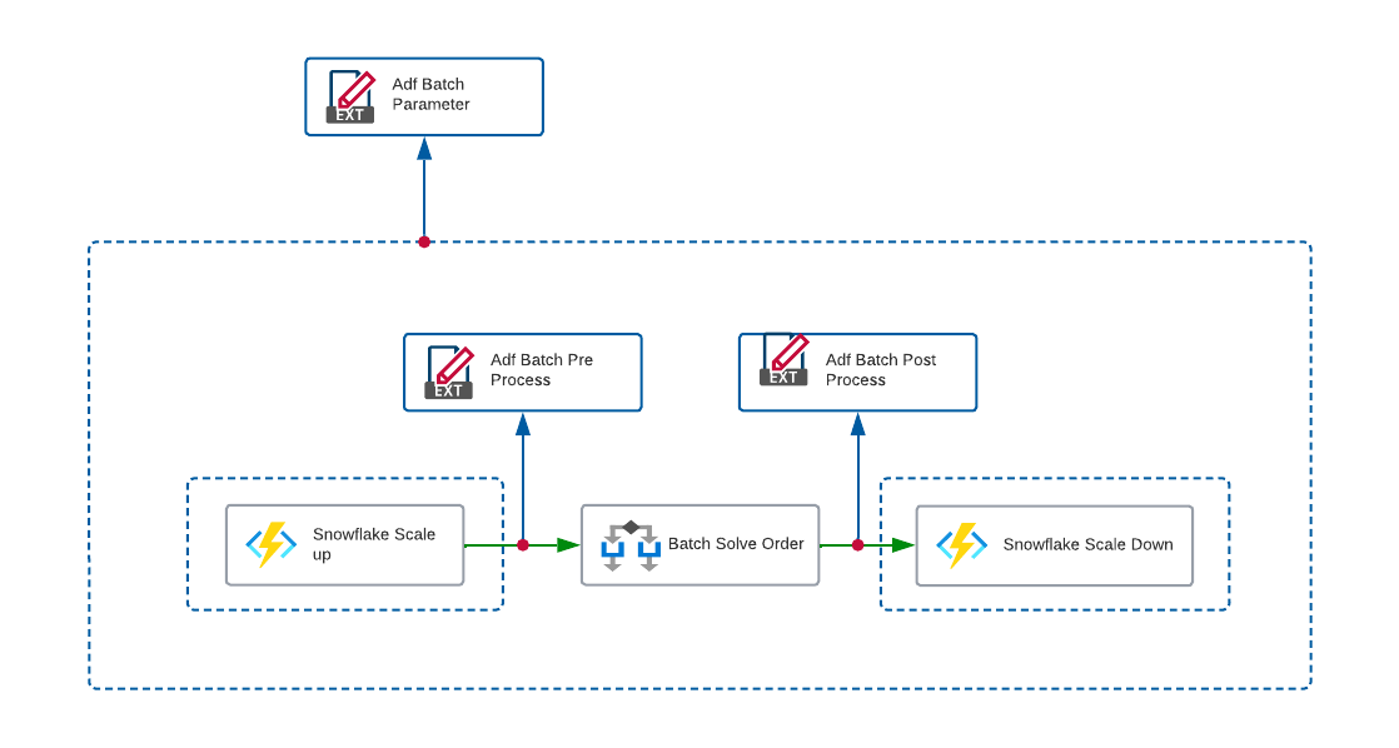 EXT
Adf Batch
Parameter
EXT
Adf Batch Pre
Process
EXT
Adf Batch Post
Process
Snowflake Scale
up
Batch Solve Order
Snowflake Scale Down